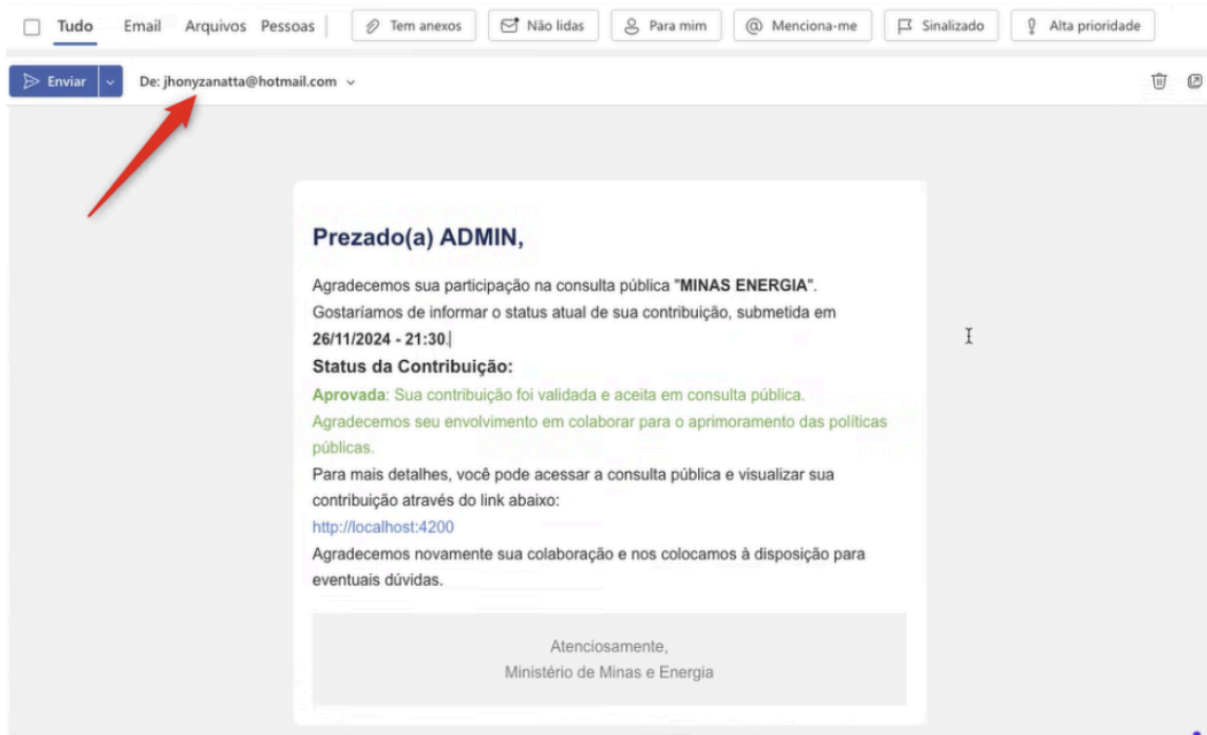 Tudo Email Arquivos Pessoas Tem anexos Não lidas Para mim @ Menciona-me Sinalizado Alta prioridade
Enviar De: jhonyzanatta@hotmail.com
Prezado(a) ADMIN,
Agradecemos sua participação na consulta pública "MINAS ENERGIA".
Gostaríamos de informar o status atual de sua contribuição, submetida em
26/11/2024 - 21:30.
Status da Contribuição:
Aprovada: Sua contribuição foi validada e aceita em consulta pública.
Agradecemos seu envolvimento em colaborar para o aprimoramento das políticas
públicas.
Para mais detalhes, você pode acessar a consulta pública e visualizar sua
contribuição através do link abaixo:
http://localhost:4200
Agradecemos novamente sua colaboração e nos colocamos à disposição para
eventuais dúvidas.
Atenciosamente,
Ministério de Minas e Energia